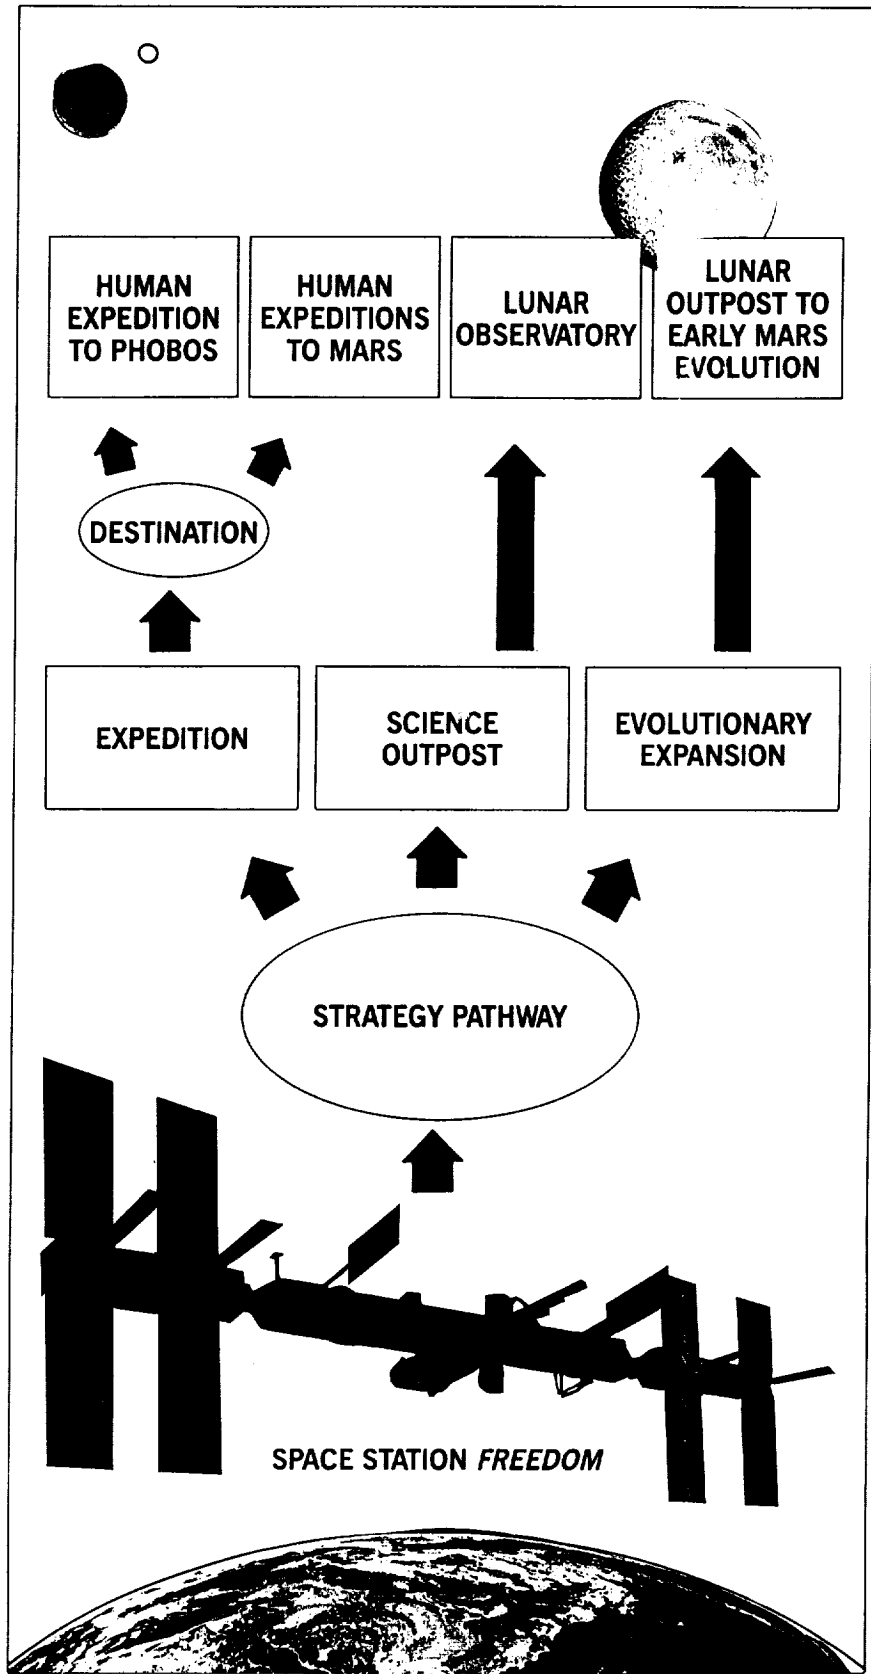 HUMAN
EXPEDITION
TO PHOBOS
HUMAN
EXPEDITIONS
TO MARS
LUNAR
OBSERVATORY
LUNAR
OUTPOST TO
EARLY MARS
EVOLUTION
DESTINATION
EXPEDITION
SCIENCE
OUTPOST
EVOLUTIONARY
EXPANSION
STRATEGY PATHWAY
SPACE STATION FREEDOM